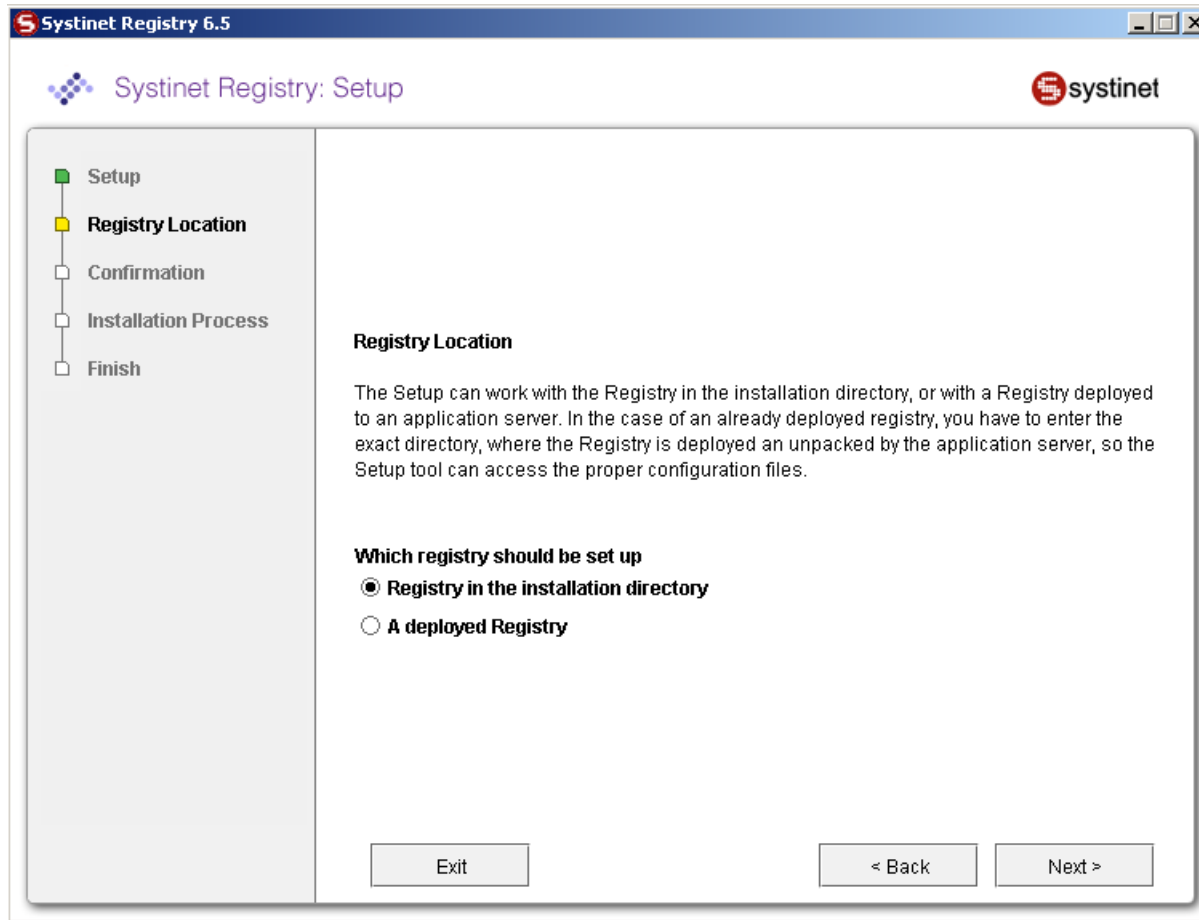 Systinet Registry 6.5
Systinet Registry: Setup
systinet
Setup
Registry Location
Confirmation
Installation Process
Finish
Registry Location
The Setup can work with the Registry in the installation directory, or with a Registry deployed
to an application server. In the case of an already deployed registry, you have to enter the
exact directory, where the Registry is deployed an unpacked by the application server, so the
Setup tool can access the proper configuration files.
Which registry should be set up
Registry in the installation directory
A deployed Registry
Exit
< Back
Next >